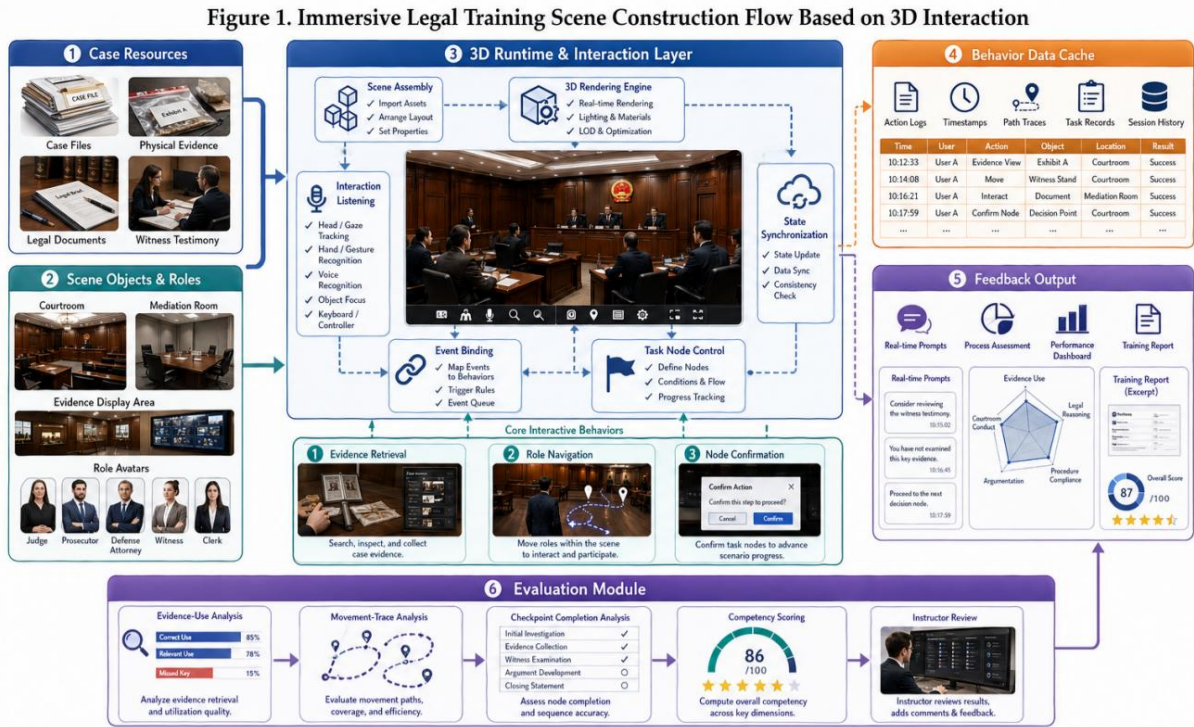 Figure 1. Immersive Legal Training Scene Construction Flow Based on 3D Interaction
1 Case Resources
CASE FILE
Exhibit A
Case Files
Physical Evidence
Legal Brief
Legal Documents
Witness Testimony
2 Scene Objects & Roles
Courtroom
Mediation Room
Evidence Display Area
Role Avatars
Judge
Prosecutor
Defense
Attorney
Witness
Clerk
3 3D Runtime & Interaction Layer
Scene Assembly
✓ Import Assets
✓ Arrange Layout
✓ Set Properties
3D Rendering Engine
✓ Real-time Rendering
✓ Lighting & Materials
✓ LOD & Optimization
Interaction
Listening
✓ Head / Gaze
Tracking
✓ Hand / Gesture
Recognition
✓ Voice
Recognition
✓ Object Focus
✓ Keyboard /
Controller
State
Synchronization
✓ State Update
✓ Data Sync
✓ Consistency
Check
Event Binding
✓ Map Events
to Behaviors
✓ Trigger Rules
✓ Event Queue
Task Node Control
✓ Define Nodes
✓ Conditions & Flow
✓ Progress Tracking
Core Interactive Behaviors
1 Evidence Retrieval
Search, inspect, and collect
case evidence.
2 Role Navigation
Move roles within the scene
to interact and participate.
3 Node Confirmation
Confirm Action
Confirm this step to proceed?
Cancel
Confirm
Confirm task nodes to advance
scenario progress.
4 Behavior Data Cache
Action Logs
Timestamps
Path Traces
Task Records
Session History
Time User Action Object Location Result
10:12:33 User A Evidence View Exhibit A Courtroom Success
10:14:08 User A Move Witness Stand Courtroom Success
10:16:21 User A Interact Document Mediation Room Success
10:17:59 User A Confirm Node Decision Point Courtroom Success
... ... ... ... ... ...
5 Feedback Output
Real-time Prompts
Process Assessment
Performance
Dashboard
Training Report
Real-time Prompts
Consider reviewing
the witness testimony.
10:15:02
You have not examined
this key evidence.
10:16:45
Proceed to the next
decision node.
10:17:59
Evidence Use
Legal
Reasoning
Procedure
Compliance
Argumentation
Courtroom
Conduct
Training Report
(Excerpt)
Overall Score
87
/100
6 Evaluation Module
Evidence-Use Analysis
Correct Use 85%
Relevant Use 78%
Missed Key 15%
Analyze evidence retrieval
and utilization quality.
Movement-Trace Analysis
Evaluate movement paths,
coverage, and efficiency.
Checkpoint Completion Analysis
Initial Investigation ✓
Evidence Collection ✓
Witness Examination ✓
Argument Development
Closing Statement
Assess node completion
and sequence accuracy.
Competency Scoring
86
/100
Compute overall competency
across key dimensions.
Instructor Review
Instructor reviews results,
adds comments & feedback.